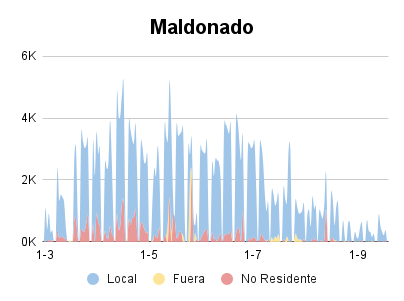 Maldonado
6K
4K
2K
0K
1-3 1-5 1-7 1-9
Local Fuera No Residente